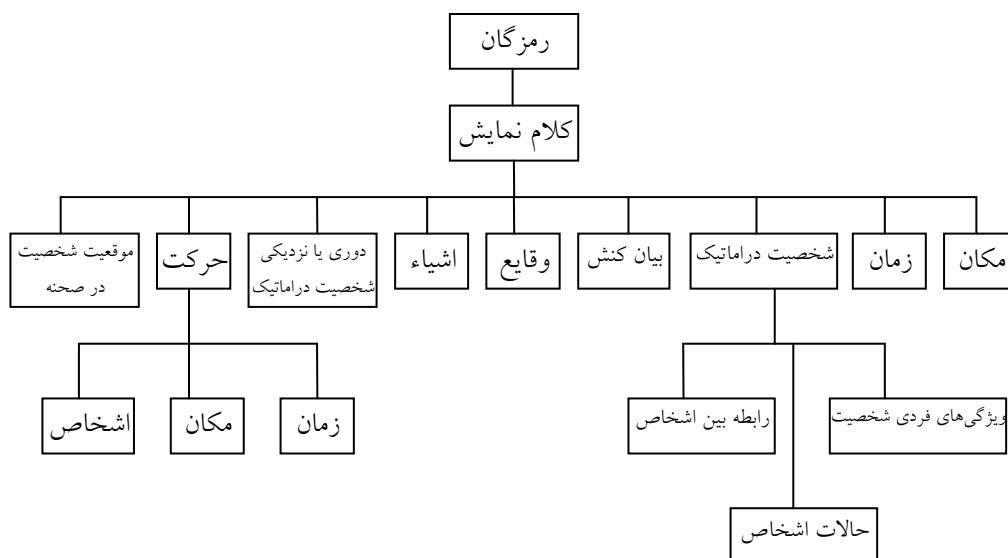 رمزگان
کلام نمایش
مکان
زمان
شخصیت دراماتیک
بیان کنش
وقایع
اشیاء
دوری یا نزدیکی
شخصیت دراماتیک
حرکت
موقعیت شخصیت
در صحنه
ویژگی‌های فردی شخصیت
رابطه بین اشخاص
زمان
مکان
اشخاص
حالات اشخاص